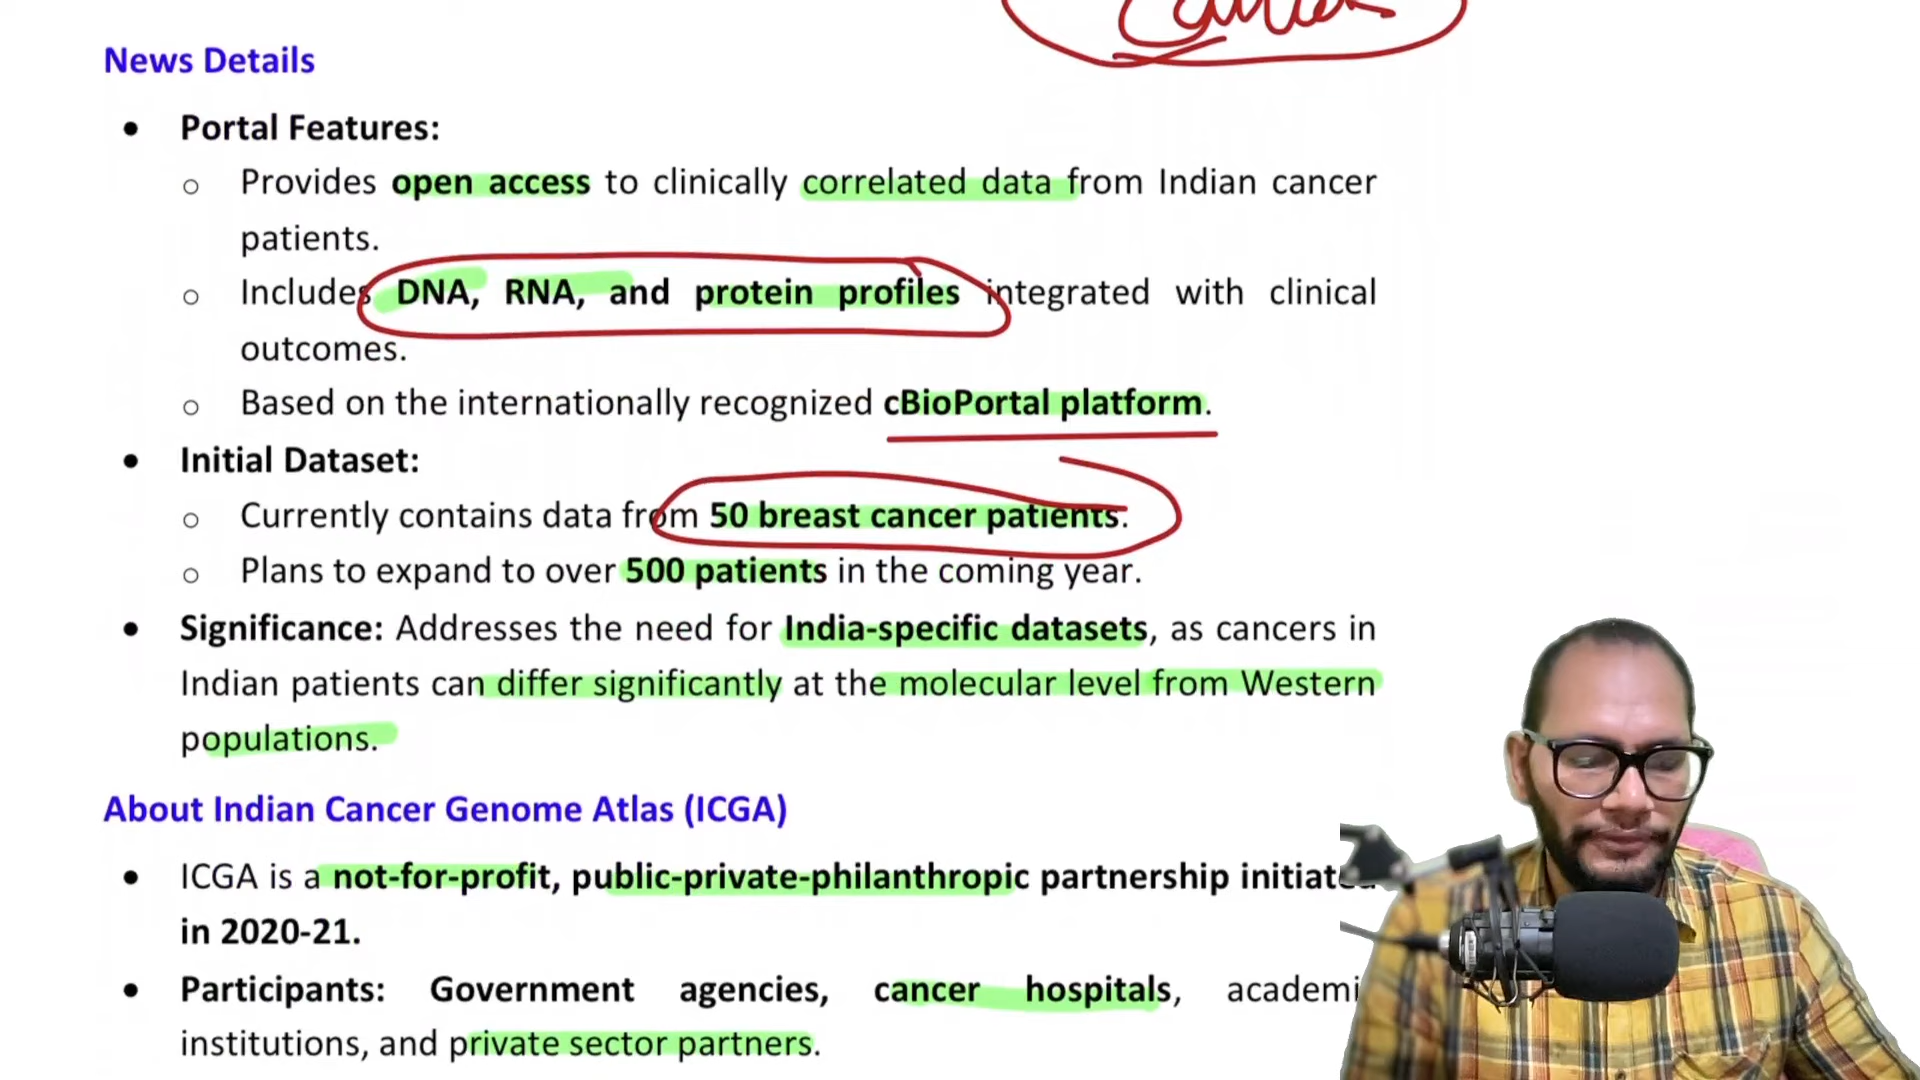 News Details
• Portal Features:
o Provides open access to clinically correlated data from Indian cancer
patients.
o Includes DNA, RNA, and protein profiles integrated with clinical
outcomes.
o Based on the internationally recognized cBioPortal platform.
• Initial Dataset:
o Currently contains data from 50 breast cancer patients.
o Plans to expand to over 500 patients in the coming year.
• Significance: Addresses the need for India-specific datasets, as cancers in
Indian patients can differ significantly at the molecular level from Western
populations.
About Indian Cancer Genome Atlas (ICGA)
• ICGA is a not-for-profit, public-private-philanthropic partnership initiated
in 2020-21.
• Participants: Government agencies, cancer hospitals, academi
institutions, and private sector partners.